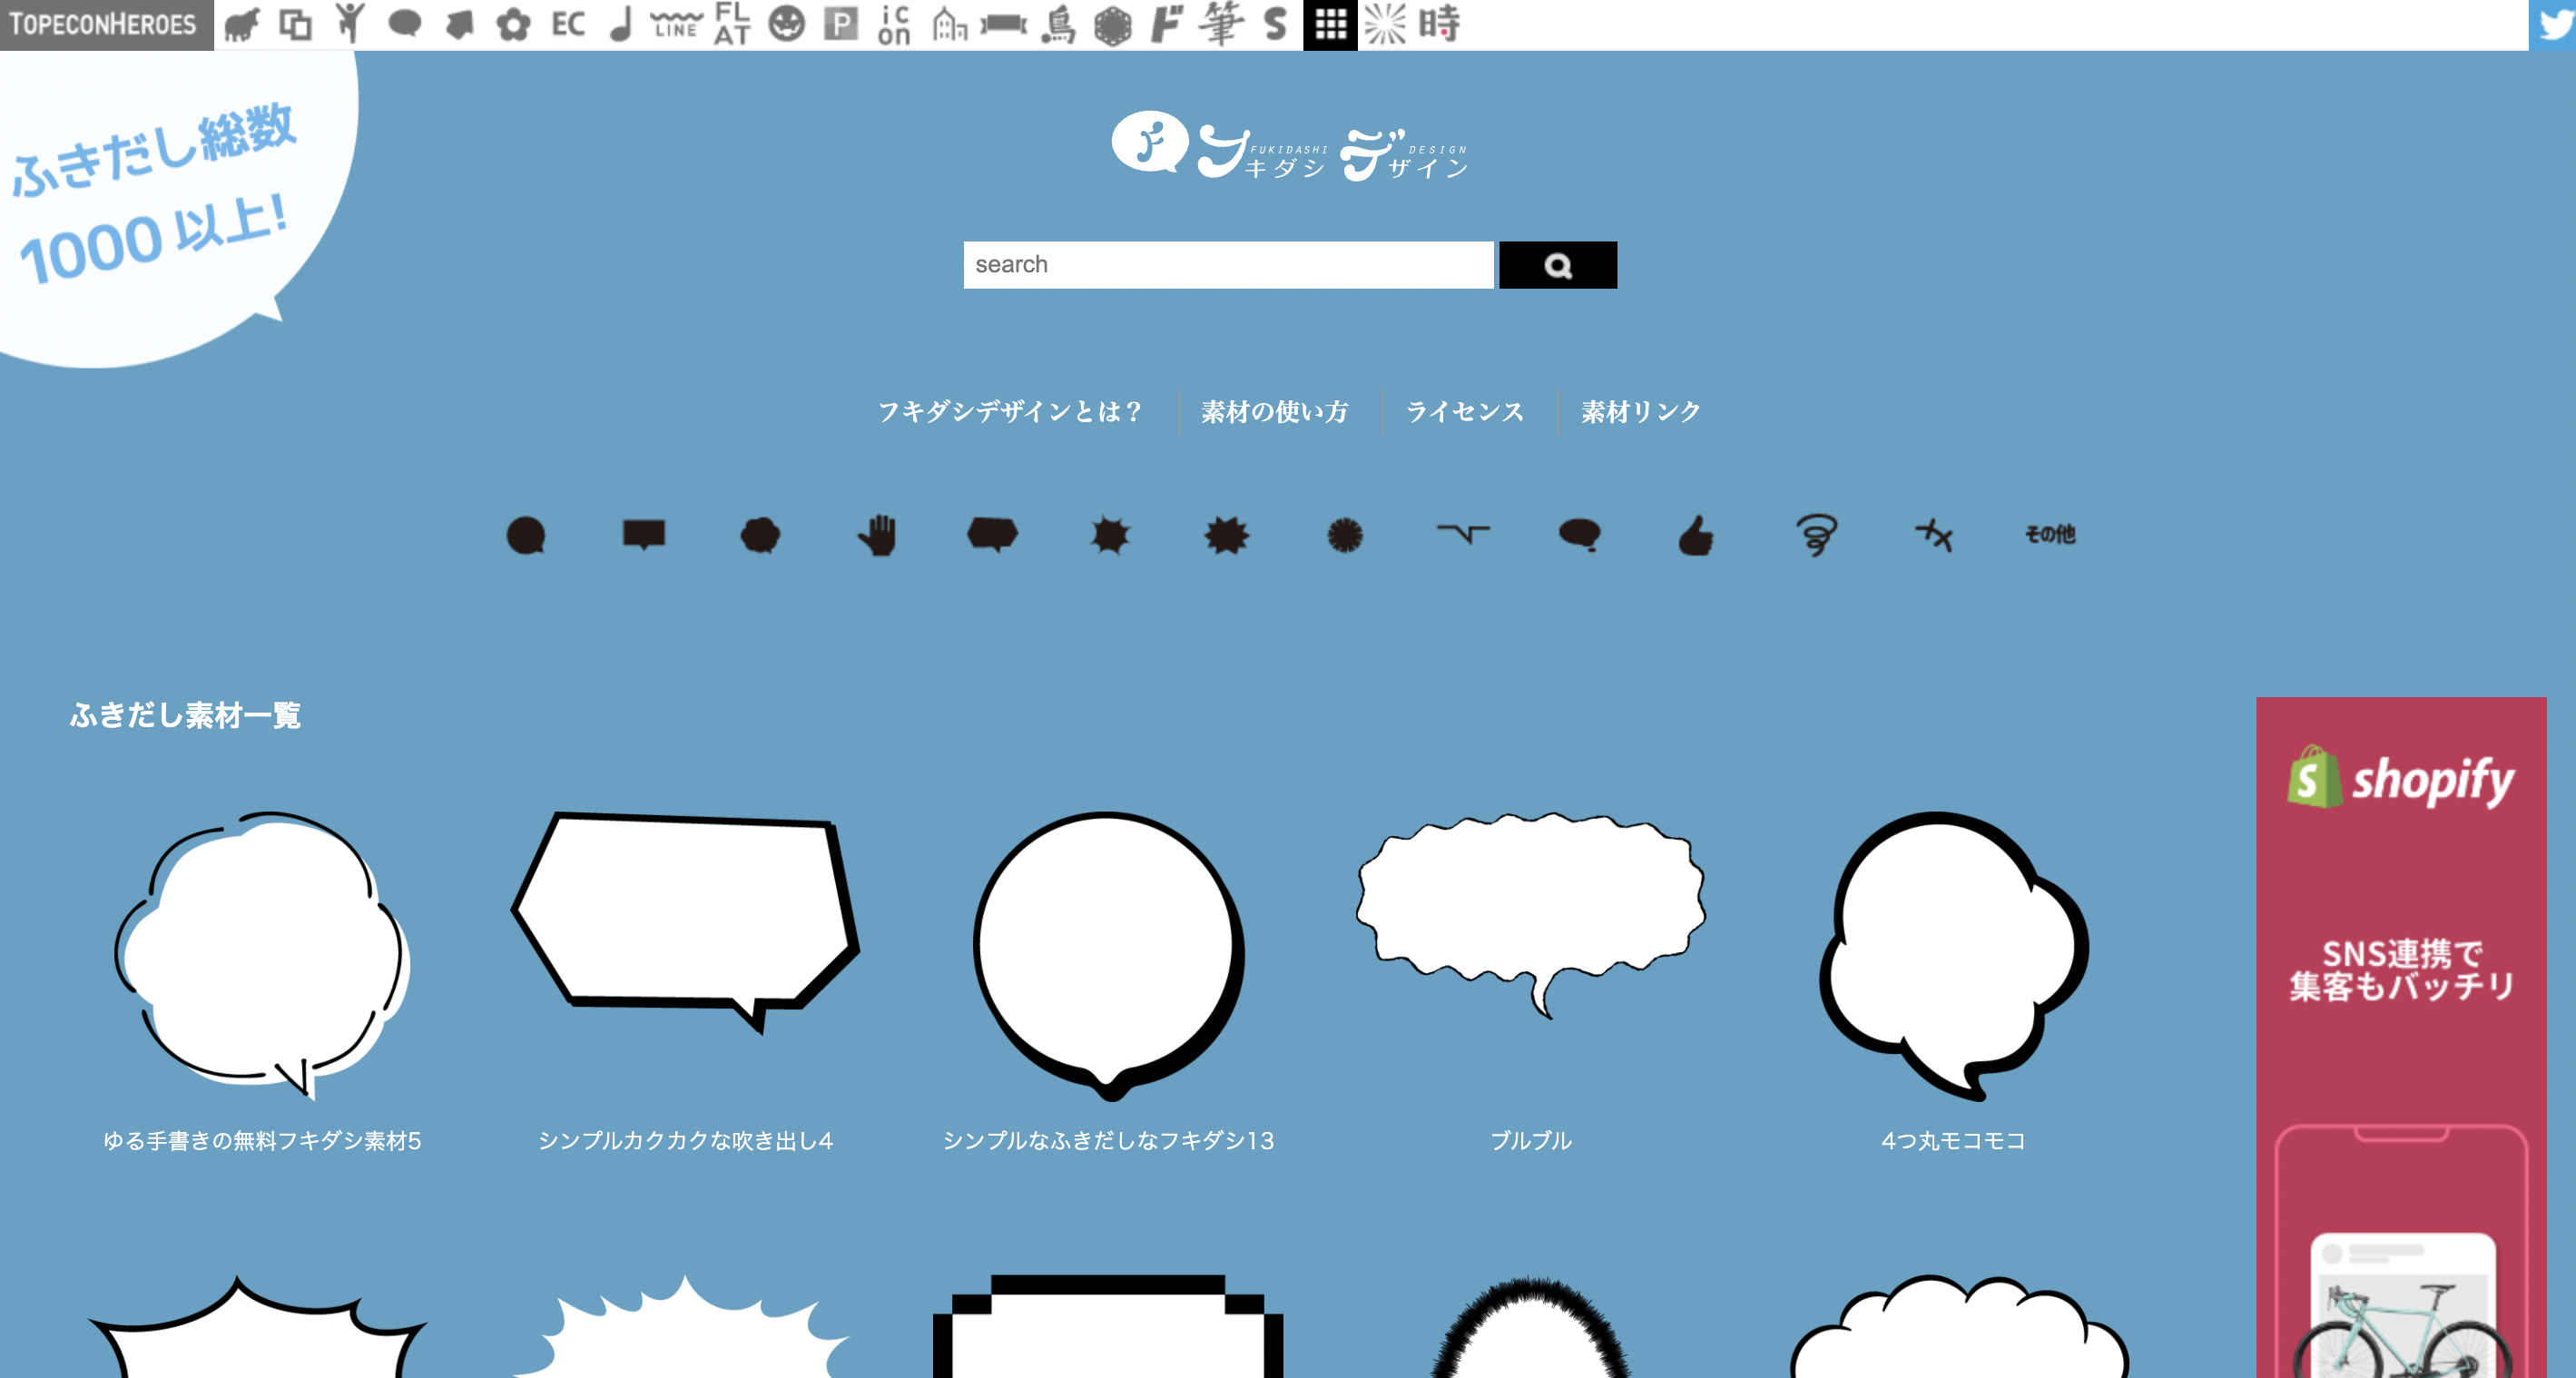 TOPECONHEROES
EC
LINE
FL
AT
P
ic
on
鳥
ド
筆
S
時
ふきだし総数
1000 以上!
フキダシ デザイン
FUKIDASHI DESIGN
search
フキダシデザインとは？
素材の使い方
ライセンス
素材リンク
その他
ふきだし素材一覧
ゆる手書きの無料フキダシ素材5
シンプルカクカクな吹き出し4
シンプルなふきだしなフキダシ13
ブルブル
4つ丸モコモコ
shopify
SNS連携で
集客もバッチリ